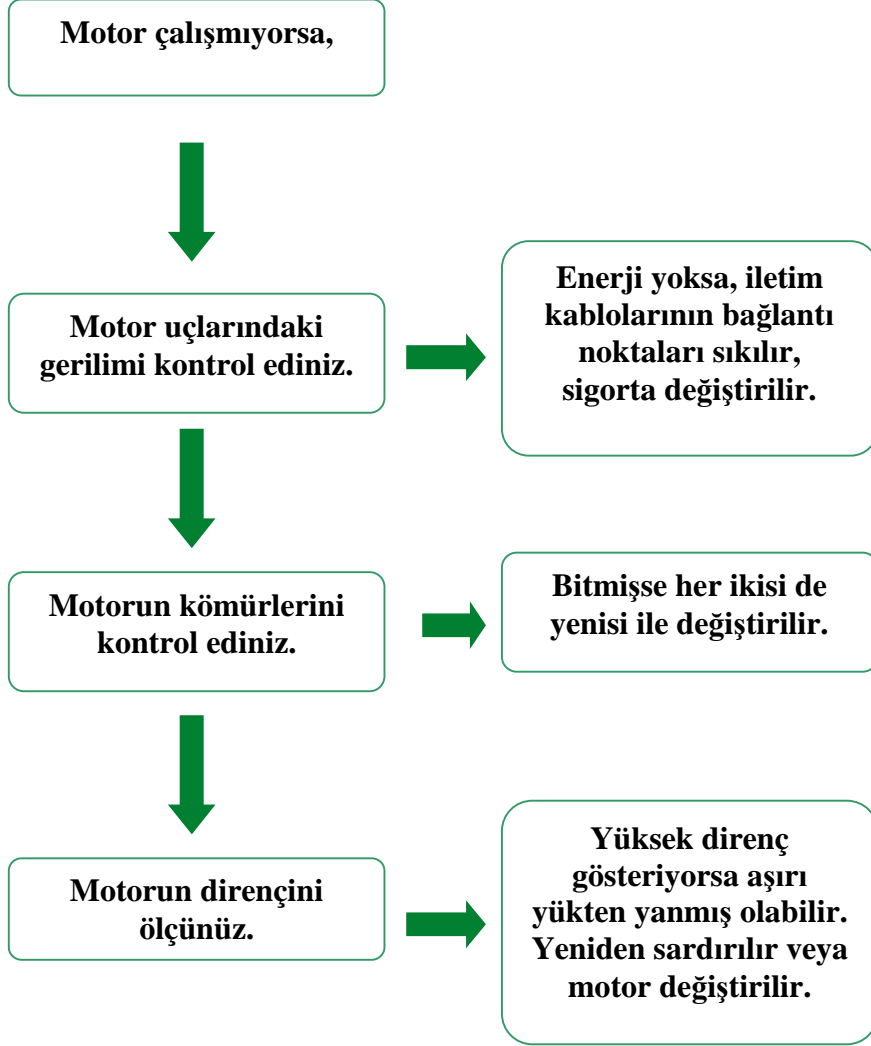 Motor çalışmıyorsa,
Motor uçlarındaki
gerilimi kontrol ediniz.
Enerji yoksa, iletim
kablolarının bağlantı
noktaları sıkılır,
sigorta değiştirilir.
Motorun kömürlerini
kontrol ediniz.
Bitmişse her ikisi de
yenisi ile değiştirilir.
Motorun dirençini
ölçünüz.
Yüksek direnç
gösteriyorsa aşırı
yükten yanmış olabilir.
Yeniden sardırılır veya
motor değiştirilir.